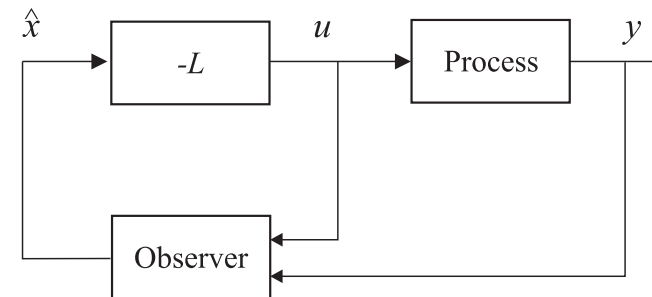 x̂
u
y
-L
Process
Observer